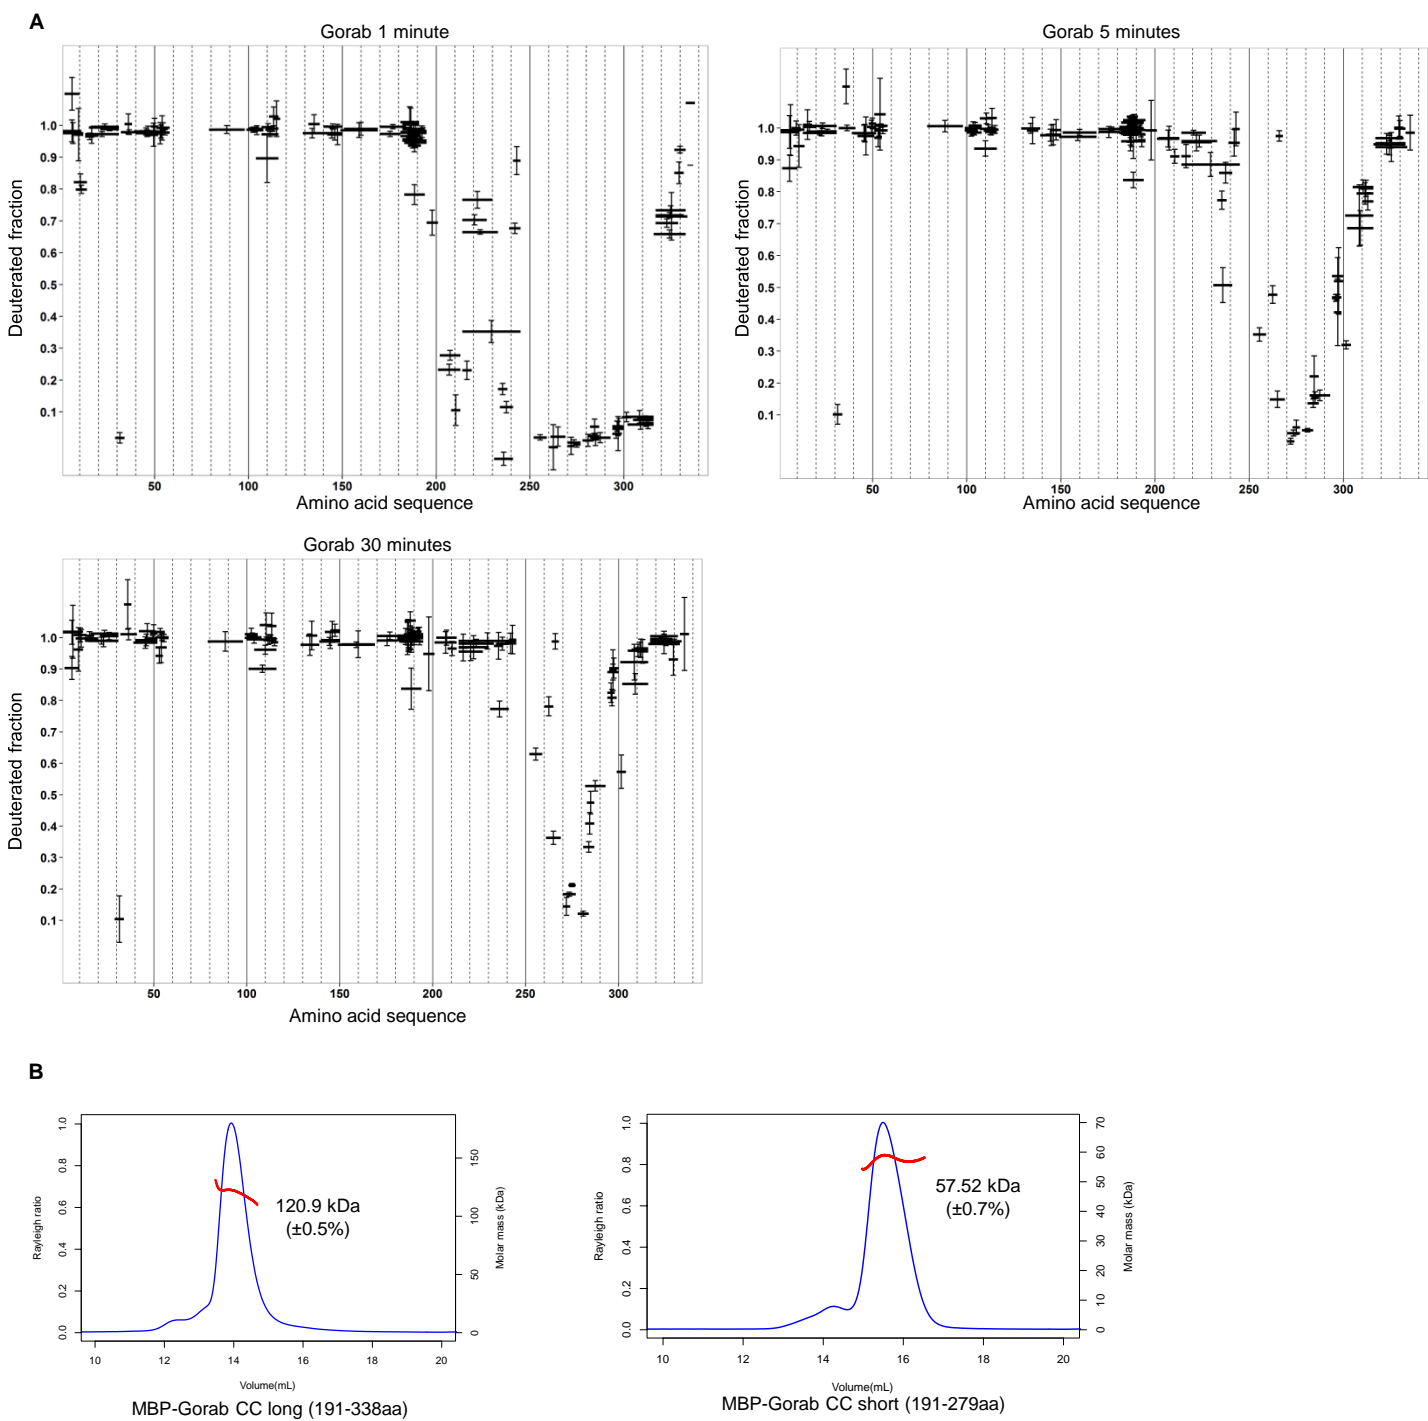 A
Gorab 1 minute
Deuterated fraction
1.0
0.9
0.8
0.7
0.6
0.5
0.4
0.3
0.2
0.1
50 100 150 200 250 300
Amino acid sequence
Gorab 5 minutes
Deuterated fraction
1.0
0.9
0.8
0.7
0.6
0.5
0.4
0.3
0.2
0.1
50 100 150 200 250 300
Amino acid sequence
Gorab 30 minutes
Deuterated fraction
1.0
0.9
0.8
0.7
0.6
0.5
0.4
0.3
0.2
0.1
50 100 150 200 250 300
Amino acid sequence
B
Rayleigh ratio
1.0
0.8
0.6
0.4
0.2
0.0
120.9 kDa
(±0.5%)
150
100
50
0
Molar mass (kDa)
10 12 14 16 18 20
Volume(mL)
MBP-Gorab CC long (191-338aa)
Rayleigh ratio
1.0
0.8
0.6
0.4
0.2
0.0
57.52 kDa
(±0.7%)
70
60
50
40
30
20
10
0
Molar mass (kDa)
10 12 14 16 18 20
Volume(mL)
MBP-Gorab CC short (191-279aa)